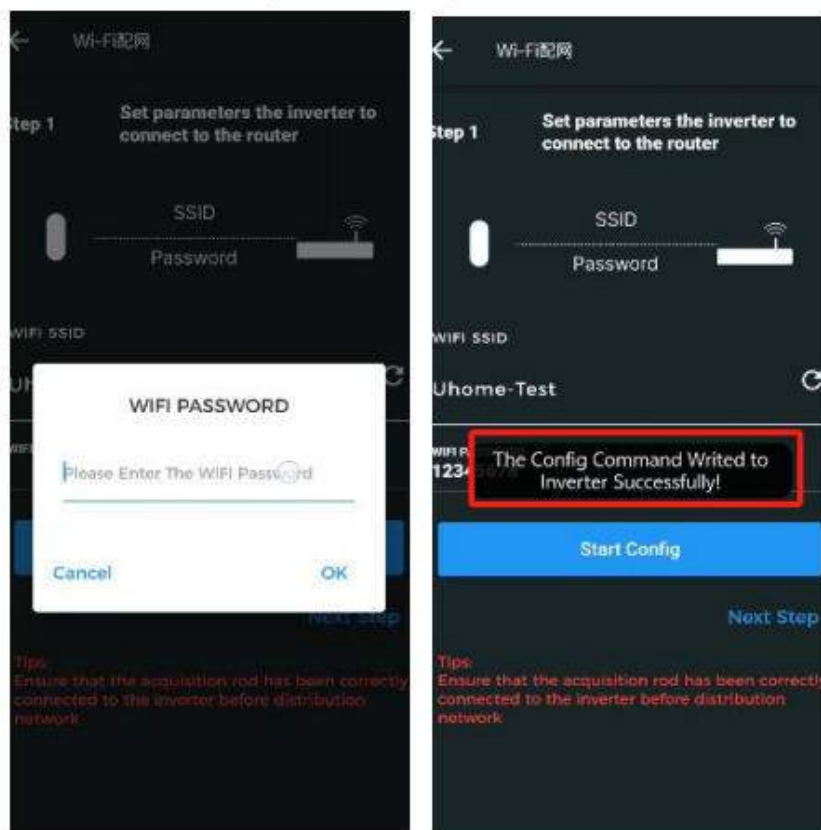 Wi-Fi配网
Step 1
Set parameters the inverter to
connect to the router
SSID
Password
WIFI SSID
WIFI PASSWORD
Please Enter The WIFI Password
Cancel
OK
Next Step
Tips:
Ensure that the acquisition rod has been correctly
connected to the inverter before distribution
network
Wi-Fi配网
Step 1
Set parameters the inverter to
connect to the router
SSID
Password
WIFI SSID
Uhome-Test
The Config Command Writed to
Inverter Successfully!
Start Config
Next Step
Tips:
Ensure that the acquisition rod has been correctly
connected to the inverter before distribution
network